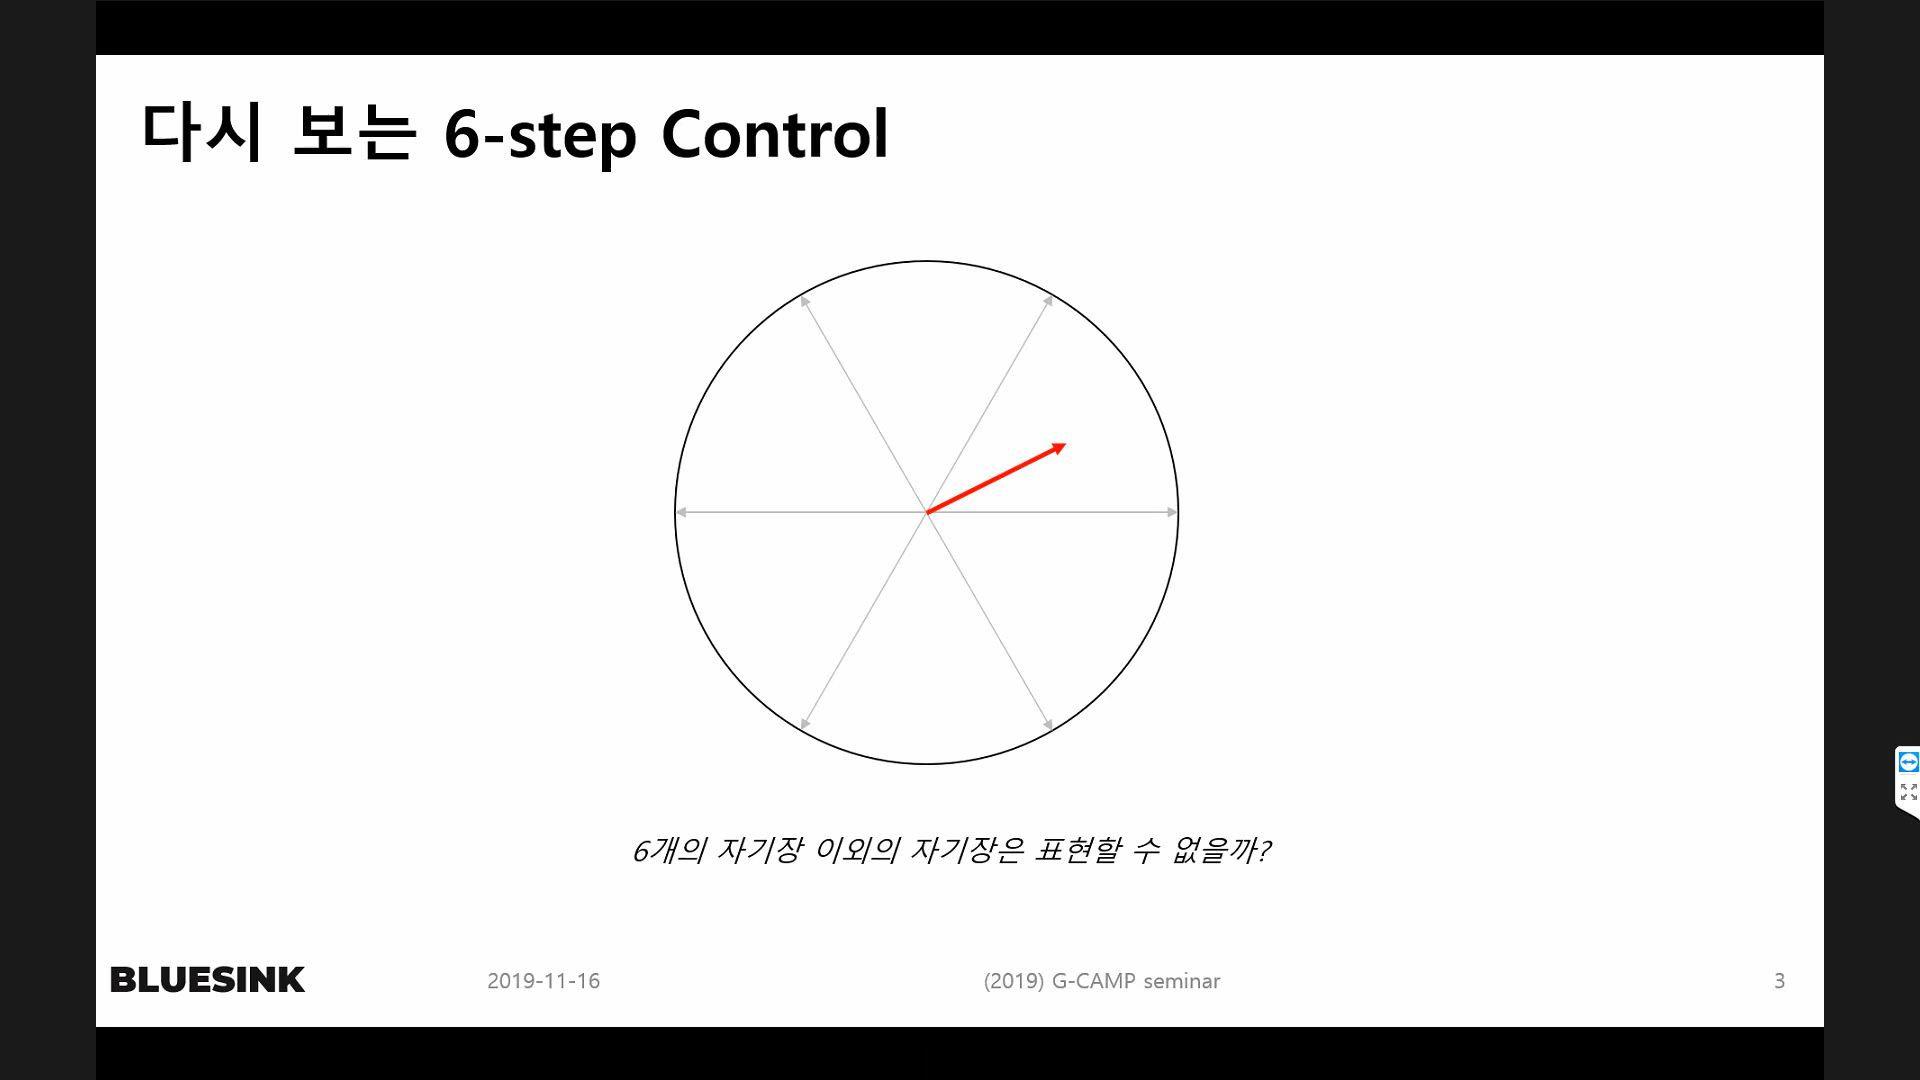 다시 보는 6-step Control
6개의 자기장 이외의 자기장은 표현할 수 없을까?
BLUESINK
2019-11-16
(2019) G-CAMP seminar
3